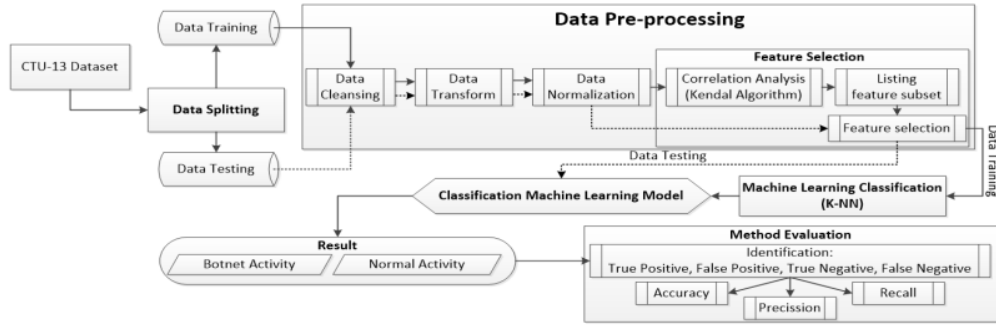 Data Pre-processing
Data Training
CTU-13 Dataset
Data Splitting
Data Testing
Data
Cleansing
Data
Transform
Data
Normalization
Feature Selection
Correlation Analysis
(Kendal Algorithm)
Listing
feature subset
Feature selection
Data Testing
Data Training
Classification Machine Learning Model
Machine Learning Classification
(K-NN)
Result
Botnet Activity
Normal Activity
Method Evaluation
Identification:
True Positive, False Positive, True Negative, False Negative
Accuracy
Precission
Recall